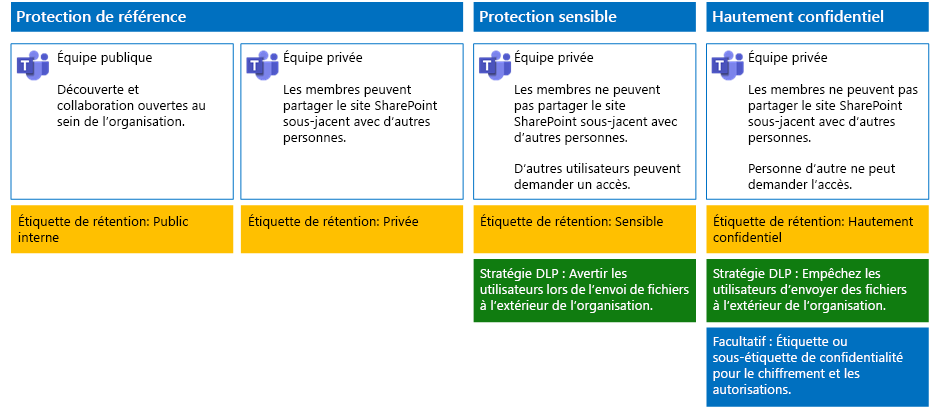 Protection de référence
Protection sensible
Hautement confidentiel
T
Équipe publique
Découverte et
collaboration ouvertes au
sein de l'organisation.
T
Équipe privée
Les membres peuvent
partager le site SharePoint
sous-jacent avec d'autres
personnes.
T
Équipe privée
Les membres ne peuvent
pas partager le site
SharePoint sous-jacent avec
d'autres personnes.
D'autres utilisateurs peuvent
demander un accès.
T
Équipe privée
Les membres ne peuvent pas
partager le site SharePoint
sous-jacent avec d'autres
personnes.
Personne d'autre ne peut
demander l'accès.
Étiquette de rétention: Public
interne
Étiquette de rétention: Privée
Étiquette de rétention: Sensible
Étiquette de rétention: Hautement
confidentiel
Stratégie DLP : Avertir les
utilisateurs lors de l'envoi de fichiers
à l'extérieur de l'organisation.
Stratégie DLP : Empêchez les
utilisateurs d'envoyer des fichiers
à l'extérieur de l'organisation.
Facultatif : Étiquette ou
sous-étiquette de confidentialité
pour le chiffrement et les
autorisations.